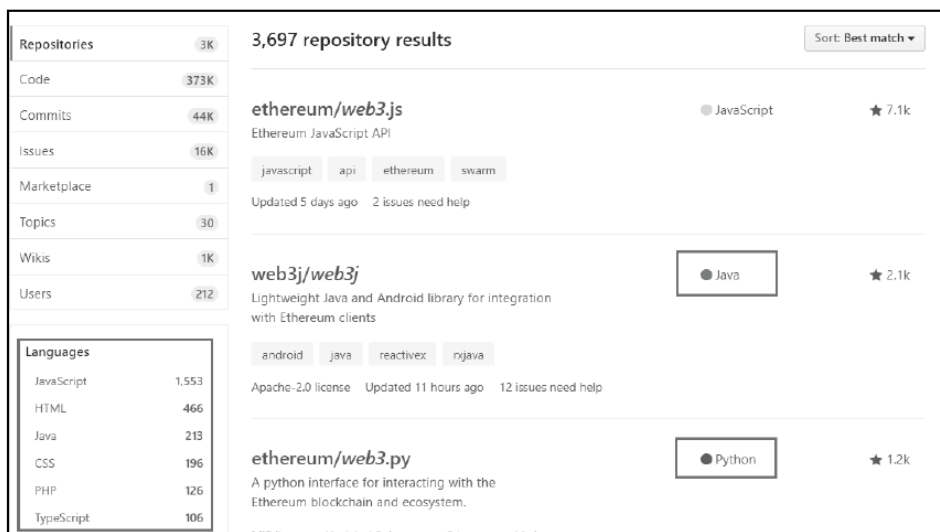 Repositories 3K
Code 373K
Commits 44K
Issues 16K
Marketplace 1
Topics 30
Wikis 1K
Users 212
Languages
JavaScript 1,553
HTML 466
Java 213
CSS 196
PHP 126
TypeScript 106
3,697 repository results
Sort: Best match
ethereum/web3.js
JavaScript
7.1k
Ethereum JavaScript API
javascript api ethereum swarm
Updated 5 days ago 2 issues need help
web3j/web3j
Java
2.1k
Lightweight Java and Android library for integration
with Ethereum clients
android java reactivex rxjava
Apache-2.0 license Updated 11 hours ago 12 issues need help
ethereum/web3.py
Python
1.2k
A python interface for interacting with the
Ethereum blockchain and ecosystem.